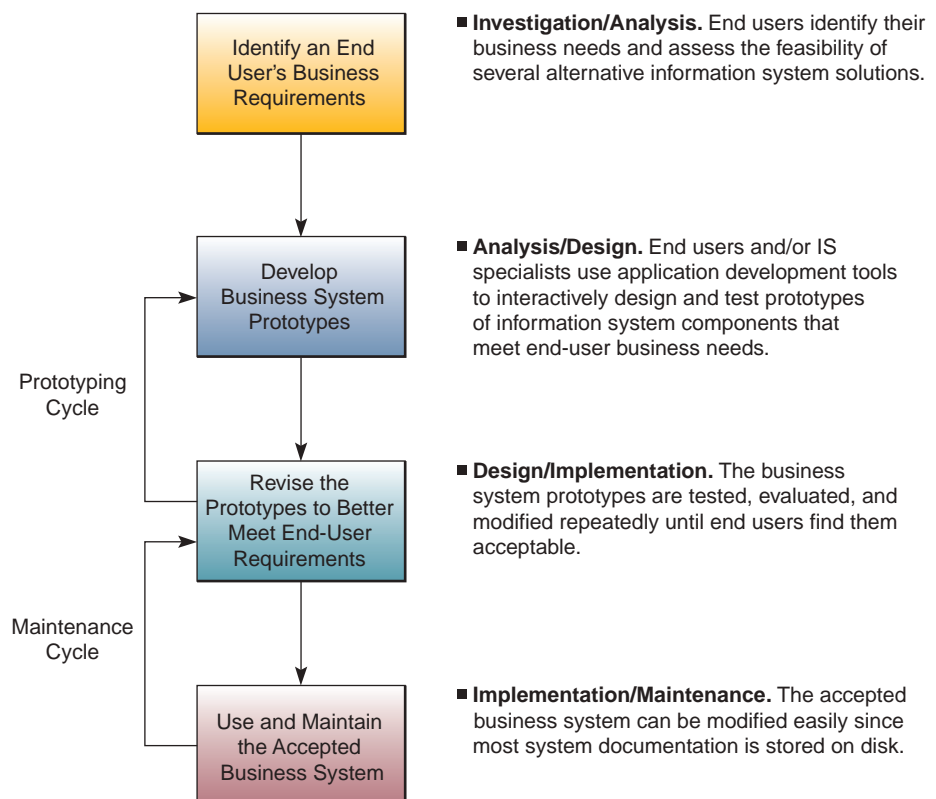 Identify an End
User's Business
Requirements
■ Investigation/Analysis. End users identify their
business needs and assess the feasibility of
several alternative information system solutions.
Develop
Business System
Prototypes
■ Analysis/Design. End users and/or IS
specialists use application development tools
to interactively design and test prototypes
of information system components that
meet end-user business needs.
Prototyping
Cycle
Revise the
Prototypes to Better
Meet End-User
Requirements
■ Design/Implementation. The business
system prototypes are tested, evaluated, and
modified repeatedly until end users find them
acceptable.
Maintenance
Cycle
Use and Maintain
the Accepted
Business System
■ Implementation/Maintenance. The accepted
business system can be modified easily since
most system documentation is stored on disk.